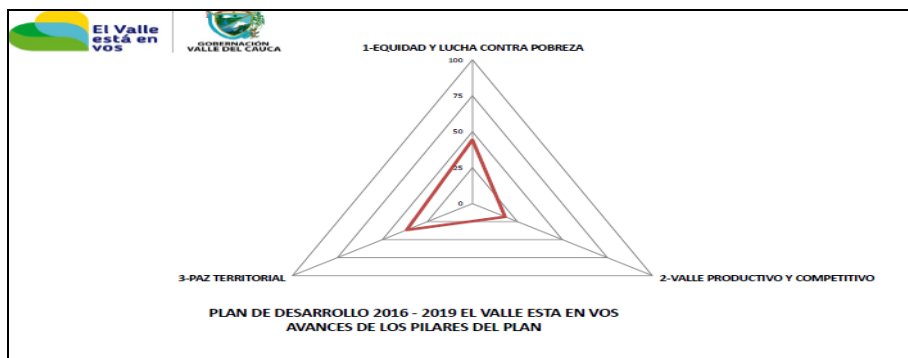 El Valle
está en
vos
GOBERNACIÓN
VALLE DEL CAUCA
1-EQUIDAD Y LUCHA CONTRA POBREZA
100
75
50
25
0
3-PAZ TERRITORIAL
2-VALLE PRODUCTIVO Y COMPETITIVO
PLAN DE DESARROLLO 2016 - 2019 EL VALLE ESTA EN VOS
AVANCES DE LOS PILARES DEL PLAN